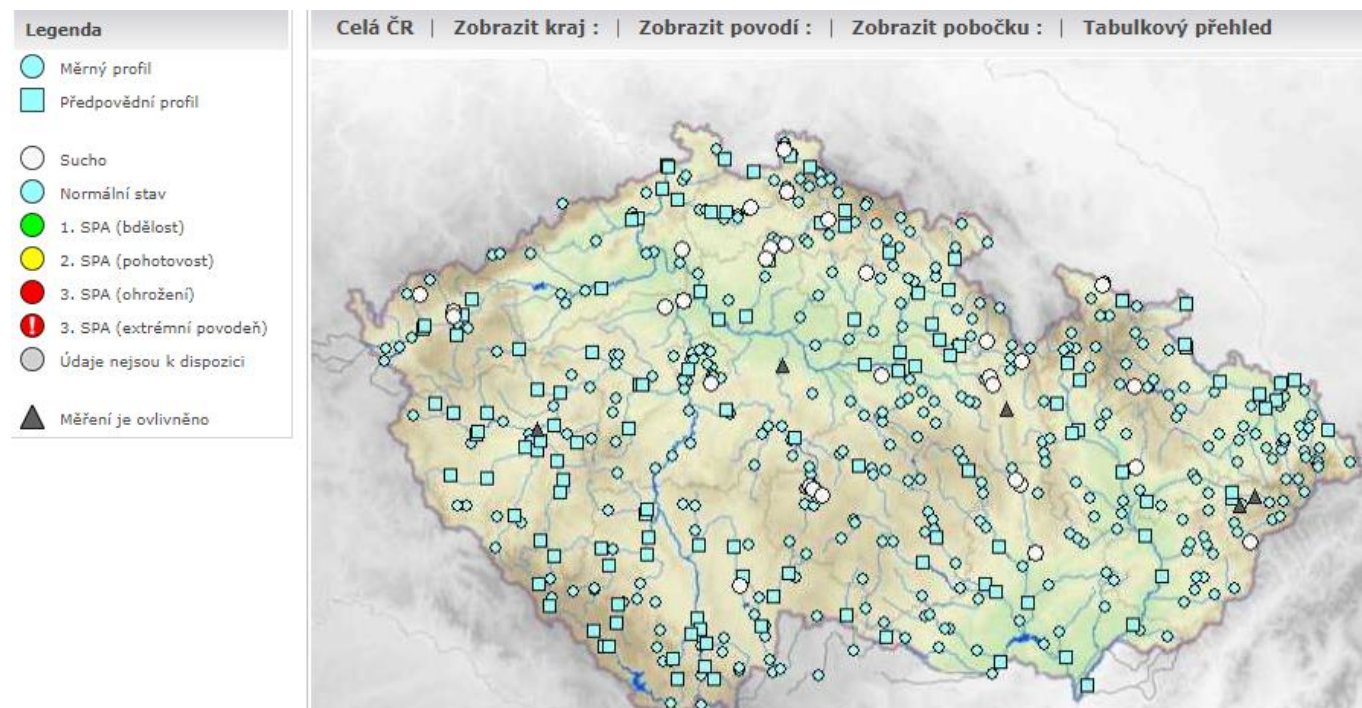 Legenda
Měrný profil
Předpovědní profil
Sucho
Normální stav
1. SPA (bdělost)
2. SPA (pohotovost)
3. SPA (ohrožení)
3. SPA (extrémní povodeň)
Údaje nejsou k dispozici
Měření je ovlivněno
Celá ČR | Zobrazit kraj : | Zobrazit povodí : | Zobrazit pobočku : | Tabulkový přehled